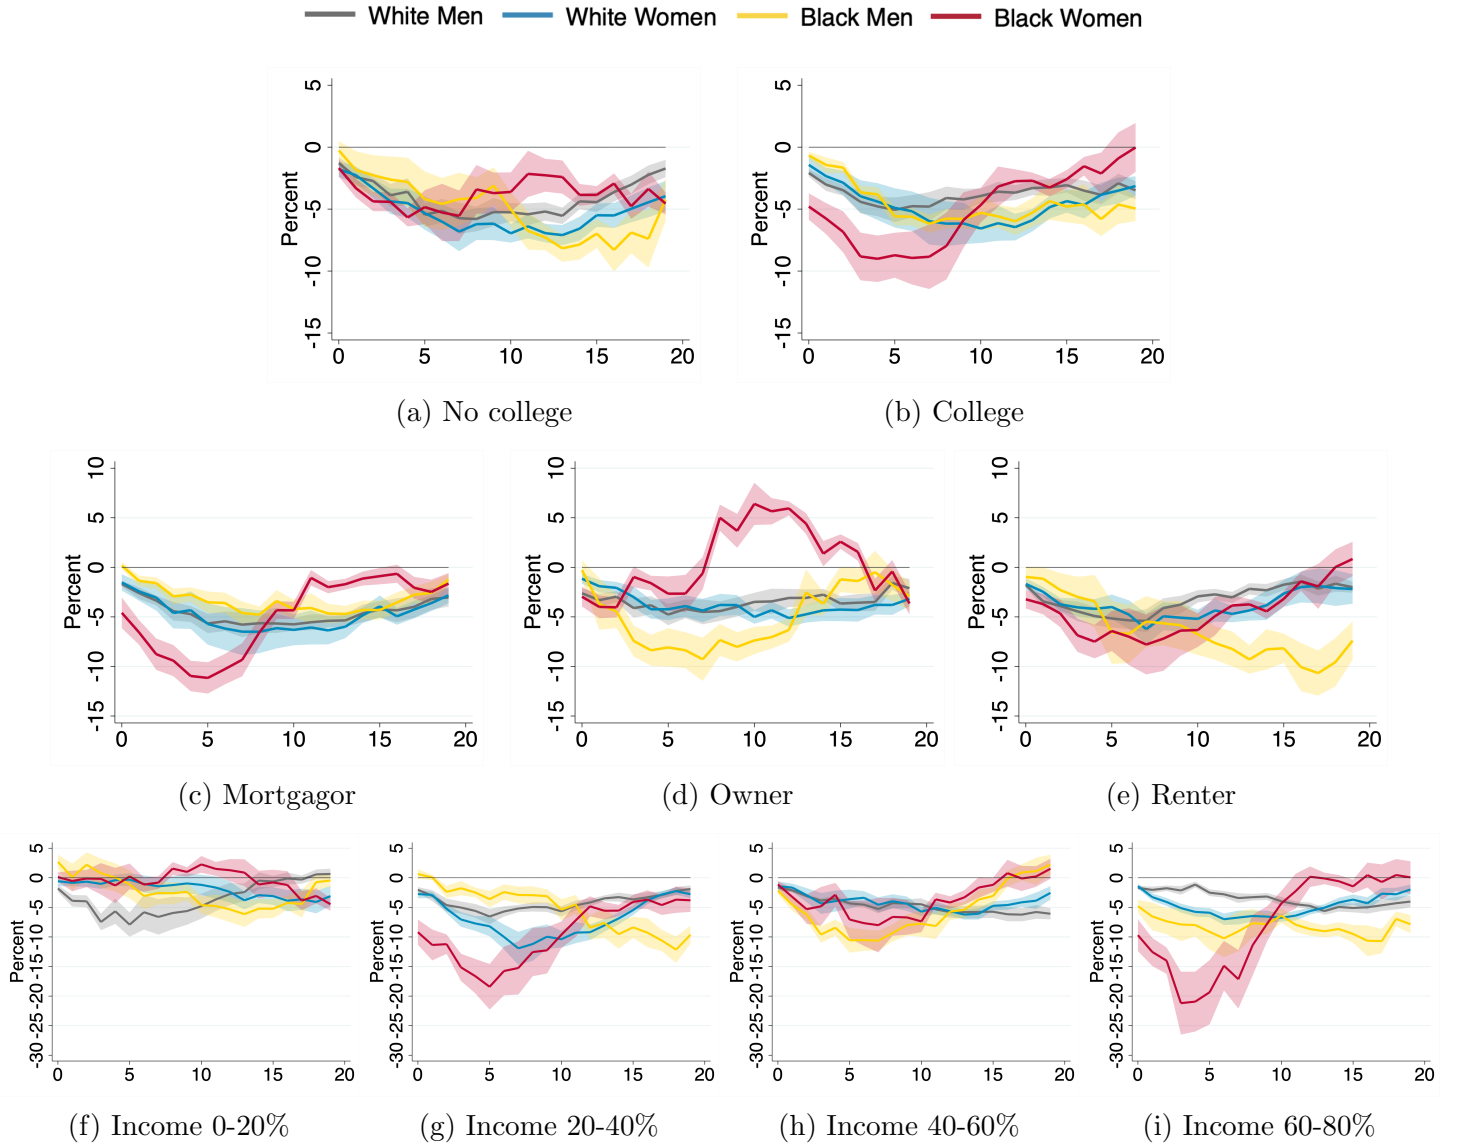 White Men White Women Black Men Black Women
5
0
-5
-10
-15
Percent
0 5 10 15 20
(a) No college
5
0
-5
-10
-15
Percent
0 5 10 15 20
(b) College
10
5
0
-5
-10
-15
Percent
0 5 10 15 20
(c) Mortgagor
10
5
0
-5
-10
-15
Percent
0 5 10 15 20
(d) Owner
10
5
0
-5
-10
-15
Percent
0 5 10 15 20
(e) Renter
5
0
-5
-10
-15
-20
-25
-30
Percent
0 5 10 15 20
(f) Income 0-20%
5
0
-5
-10
-15
-20
-25
-30
Percent
0 5 10 15 20
(g) Income 20-40%
5
0
-5
-10
-15
-20
-25
-30
Percent
0 5 10 15 20
(h) Income 40-60%
5
0
-5
-10
-15
-20
-25
-30
Percent
0 5 10 15 20
(i) Income 60-80%